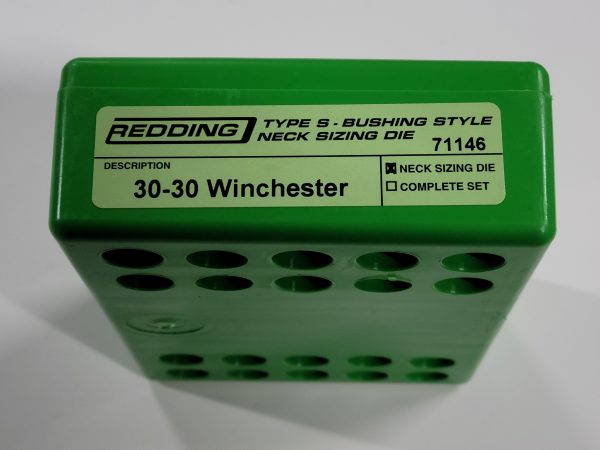 REDDING TYPE S - BUSHING STYLE
NECK SIZING DIE
71146
DESCRIPTION
30-30 Winchester
NECK SIZING DIE
COMPLETE SET